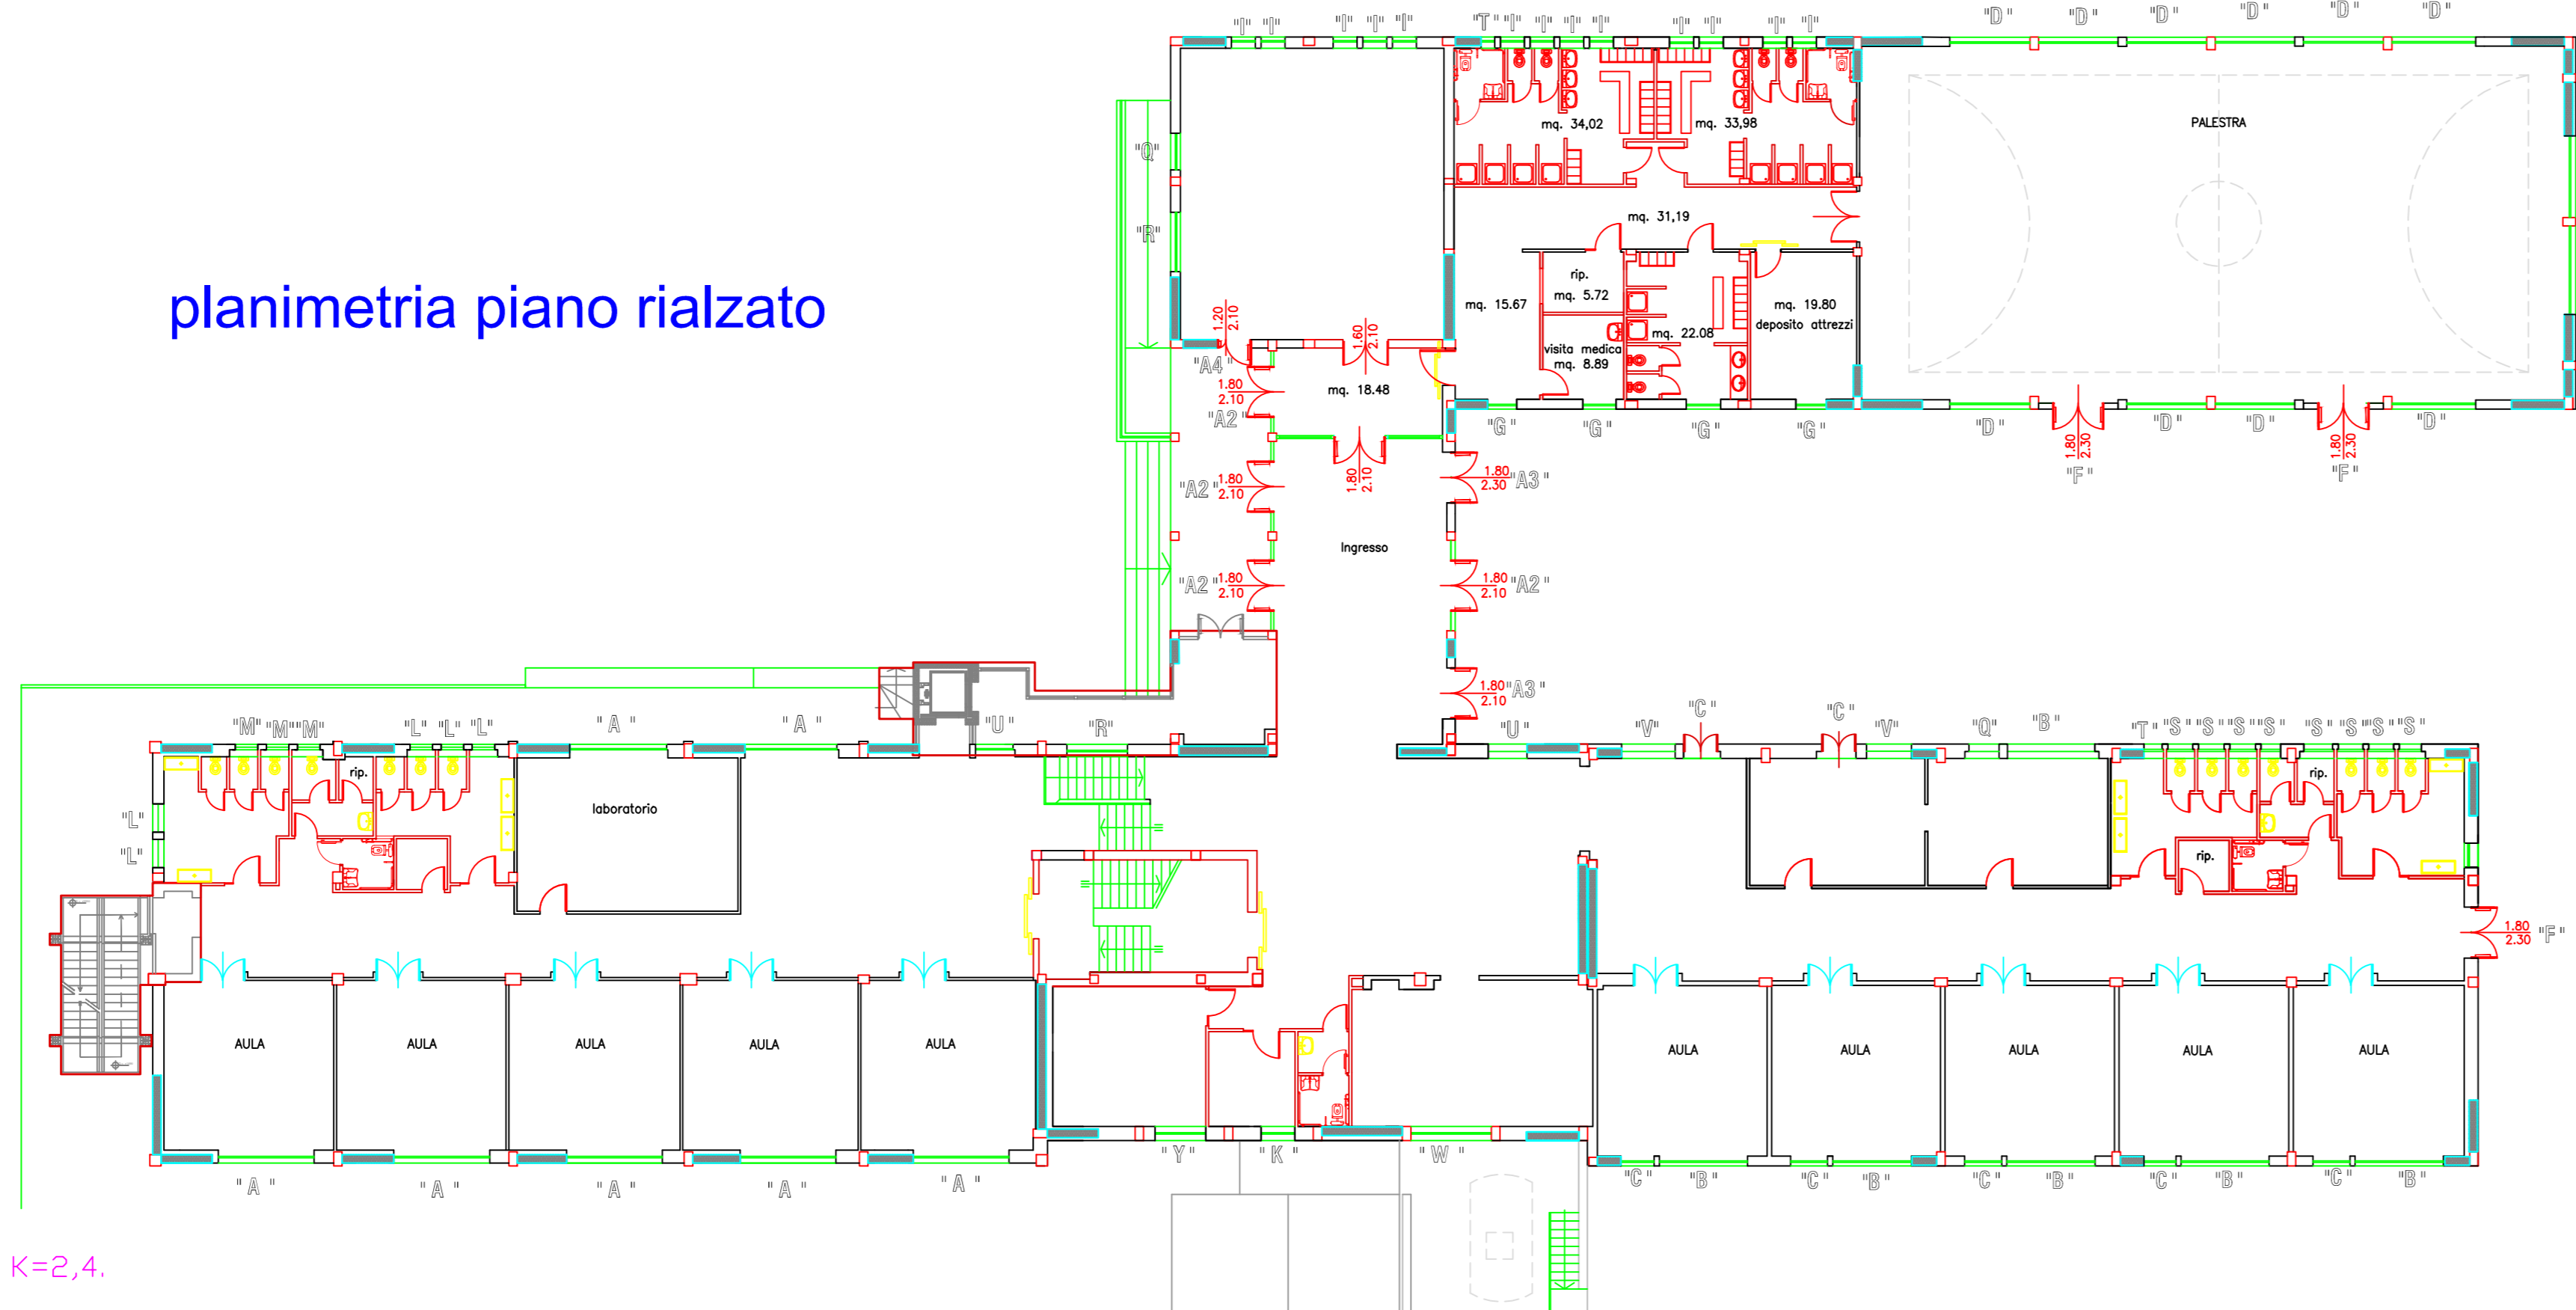 "I" "I" "I" "I" "I" "T" "I" "I" "I" "I" "I" "I" "I" "I" "D" "D" "D" "D" "D" "D"
"Q"
mq. 34,02
mq. 33,98
PALESTRA
"R"
mq. 31,19
planimetria piano rialzato
rip.
mq. 5.72
mq. 15.67
mq. 22.08
mq. 19.80
deposito attrezzi
visita medica
mq. 8.89
1.20
2.10
1.60
2.10
"A4"
1.80
2.10
"A2"
mq. 18.48
"G" "G" "G" "G"
"D" "D" "D" "D"
1.80
2.30
"F"
1.80
2.30
"F"
1.80
2.10
"A2" 1.80
2.10
1.80 "A3"
2.30
Ingresso
"A2" 1.80
2.10
1.80 "A2"
2.10
1.80 "A3"
2.10
"M" "M" "M" "L" "L" "L" "A" "A" "U" "R" "U" "V" "C" "C" "V" "Q" "B" "T" "S" "S" "S" "S" "S" "S" "S" "S"
rip.
rip.
laboratorio
"L"
"L"
rip.
1.80
2.30 "F"
AULA AULA AULA AULA AULA
AULA AULA AULA AULA AULA
"Y" "K" "W"
"A" "A" "A" "A" "A"
"C" "B" "C" "B" "C" "B" "C" "B" "C" "B"
K=2,4.